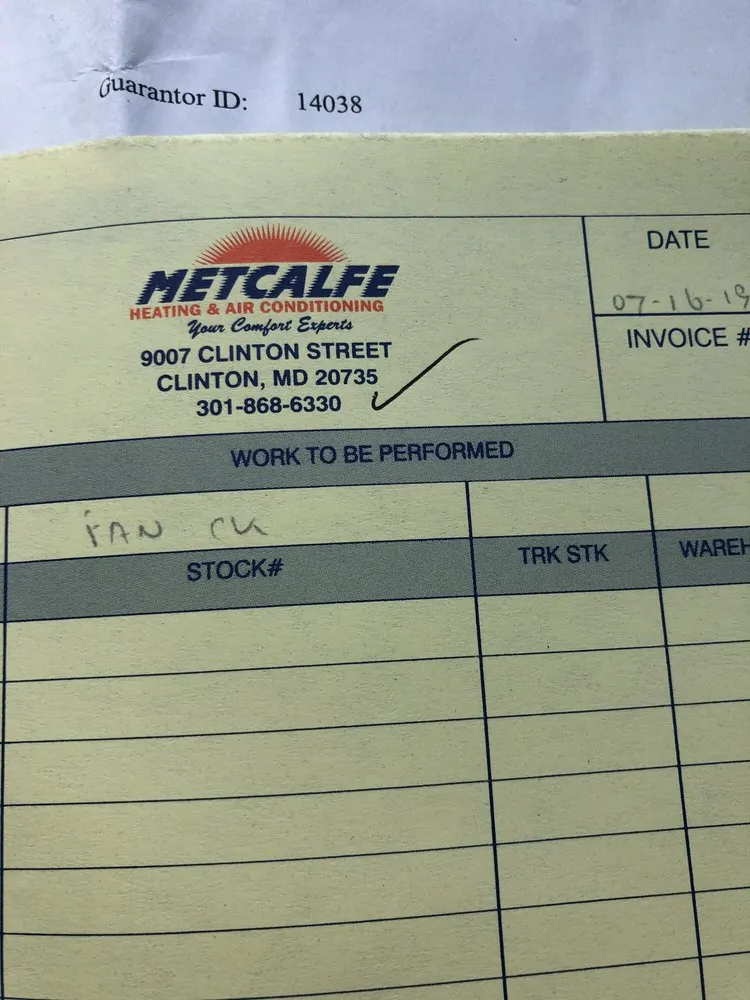 Guarantor ID: 14038
METCALFE
HEATING & AIR CONDITIONING
Your Comfort Experts
9007 CLINTON STREET
CLINTON, MD 20735
301-868-6330
DATE
07-16-19
INVOICE #
WORK TO BE PERFORMED
FAN CK
STOCK# TRK STK WAREH